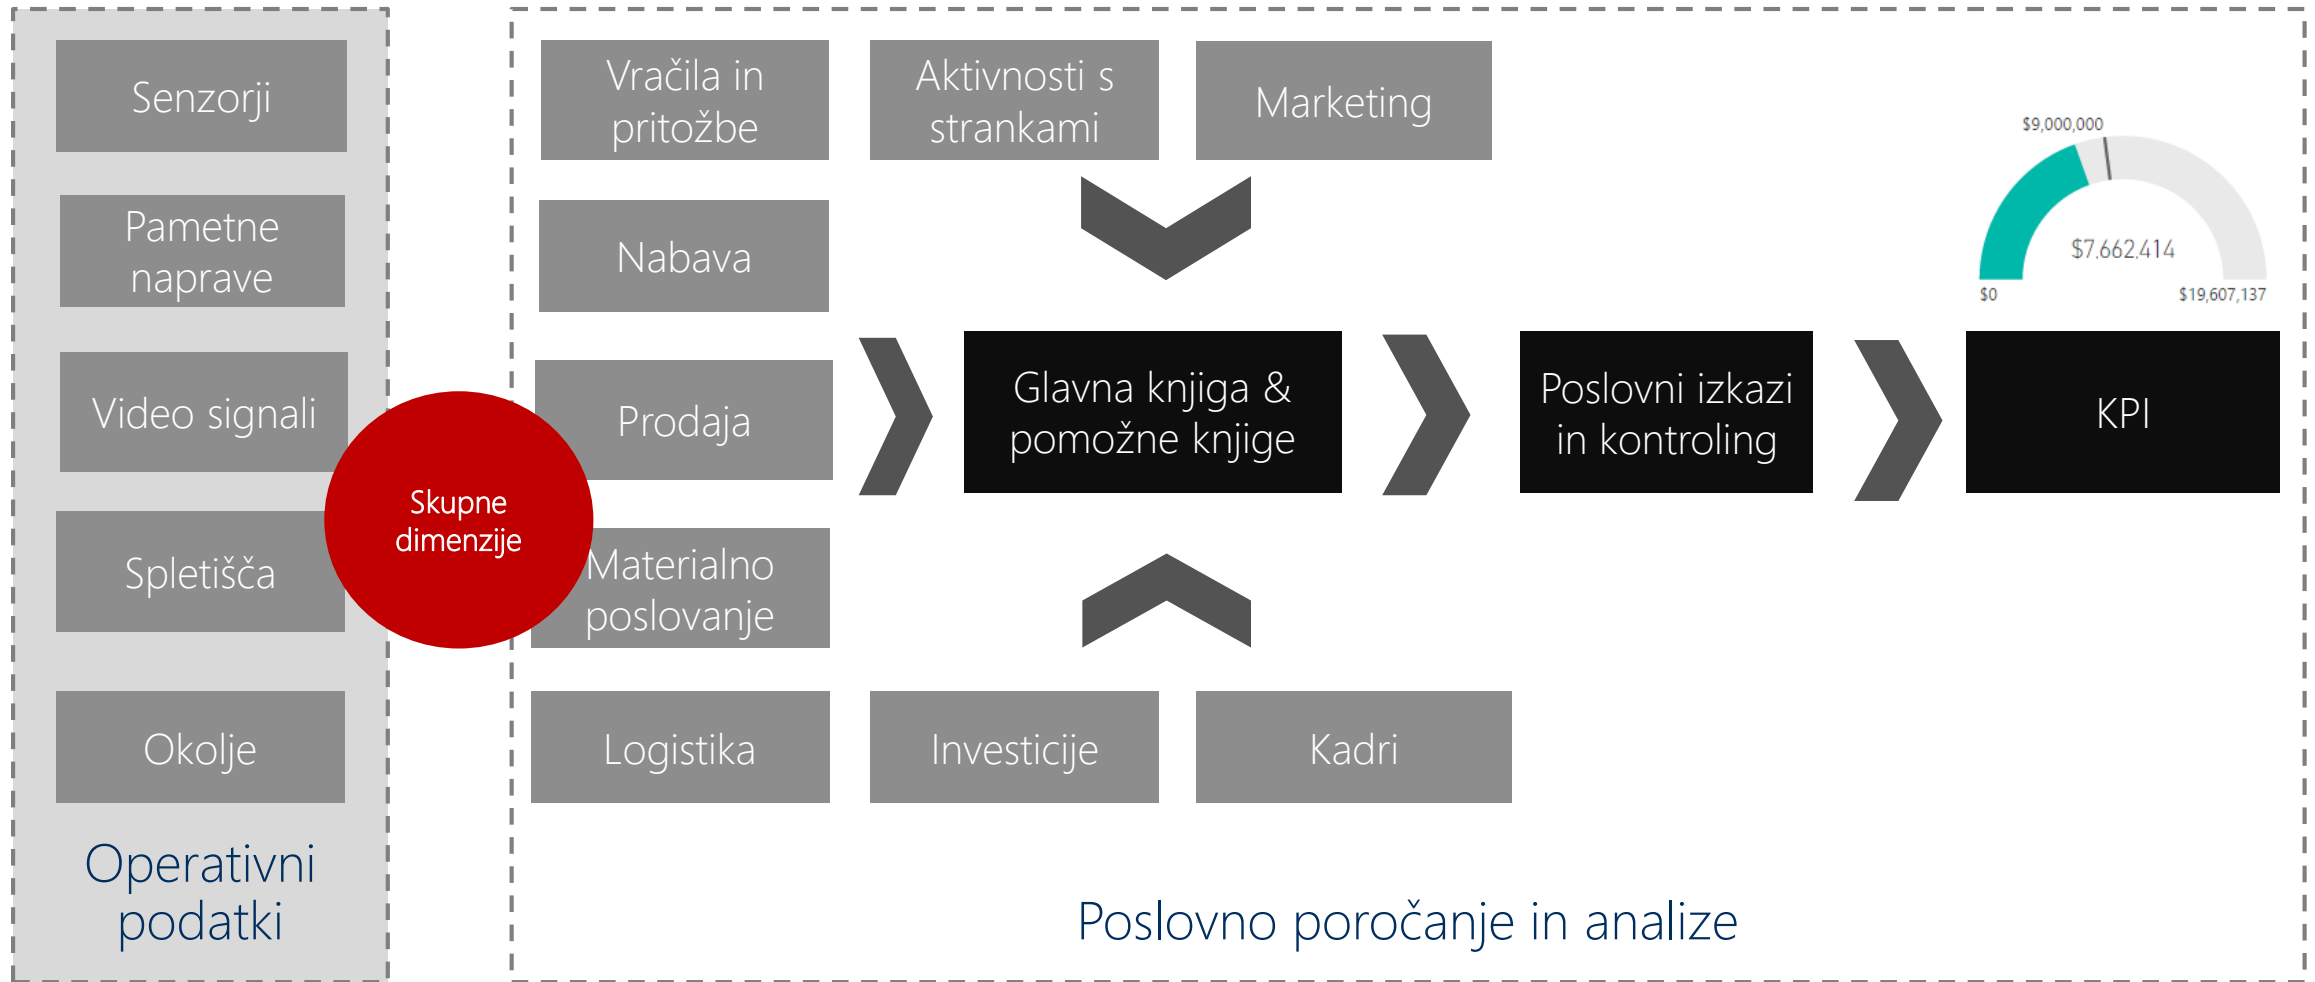 Senzorji
Pametne
naprave
Video signali
Spletišča
Okolje
Operativni
podatki
Skupne
dimenzije
Vračila in
pritožbe
Aktivnosti s
strankami
Marketing
Nabava
Prodaja
Materialno
poslovanje
Logistika
Investicije
Kadri
Glavna knjiga &
pomožne knjige
Poslovni izkazi
in kontroling
$9,000,000
$7,662,414
$0
$19,607,137
KPI
Poslovno poročanje in analize